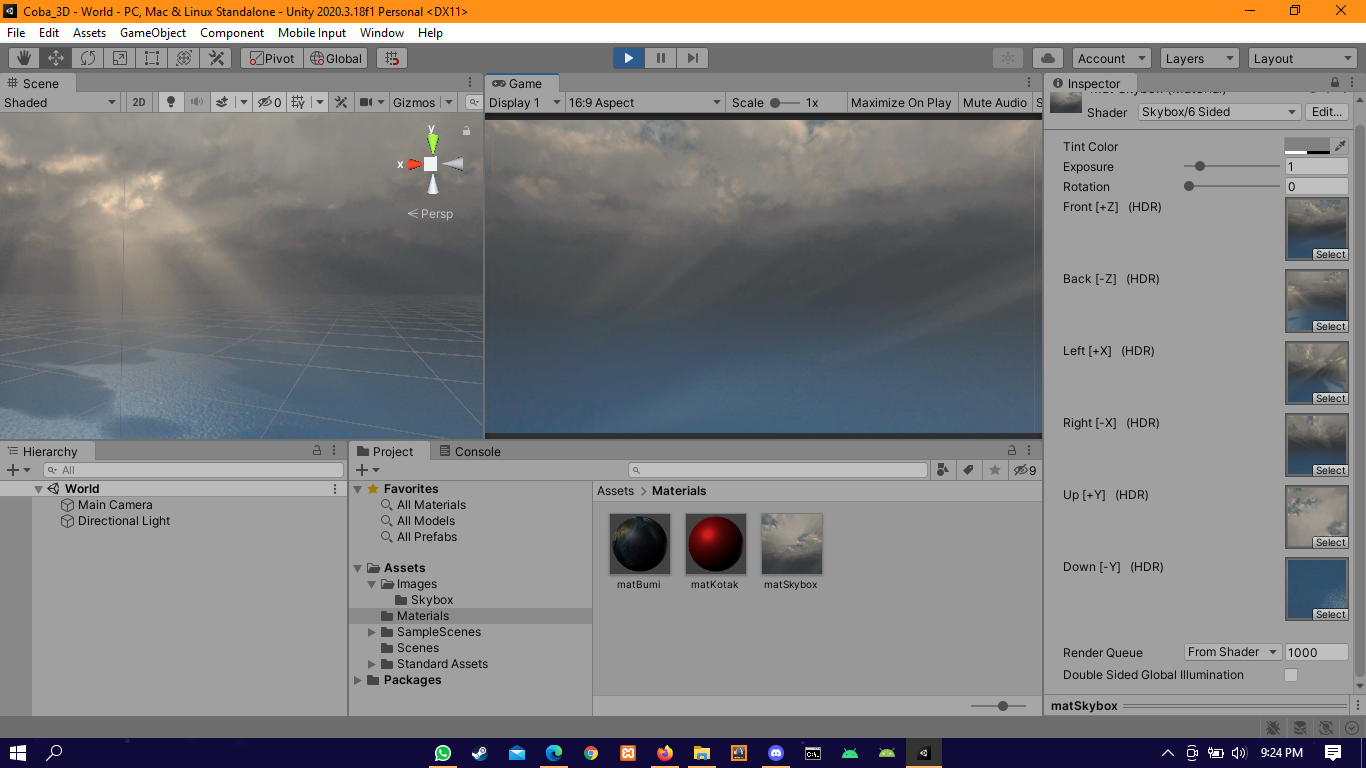 Coba_3D - World - PC, Mac & Linux Standalone - Unity 2020.3.18f1 Personal <DX11>
File Edit Assets GameObject Component Mobile Input Window Help
Pivot Global Account Layers Layout
Scene
Shaded 2D 0 Gizmos
y
x
Persp
Game
Display 1 16:9 Aspect Scale 1x Maximize On Play Mute Audio S
Inspector
Shader Skybox/6 Sided Edit...
Tint Color
Exposure 1
Rotation 0
Front [+Z] (HDR)
Select
Back [-Z] (HDR)
Select
Left [+X] (HDR)
Select
Right [-X] (HDR)
Select
Up [+Y] (HDR)
Select
Down [-Y] (HDR)
Select
Render Queue From Shader 1000
Double Sided Global Illumination
matSkybox
Hierarchy
All
World
Main Camera
Directional Light
Project Console
9
Favorites
All Materials
All Models
All Prefabs
Assets
Images
Skybox
Materials
SampleScenes
Scenes
Standard Assets
Packages
Assets > Materials
matBumi matKotak matSkybox
9:24 PM